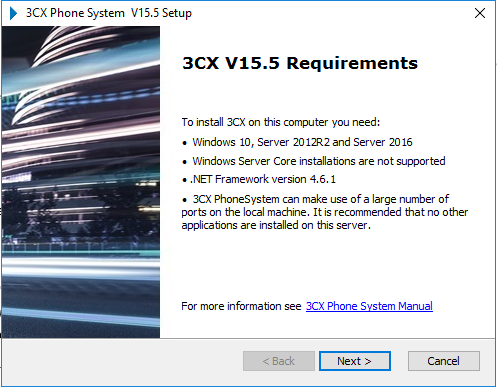 3CX Phone System  V15.5 Setup
3CX V15.5 Requirements
To install 3CX on this computer you need:
• Windows 10, Server 2012R2 and Server 2016
• Windows Server Core installations are not supported
• .NET Framework version 4.6.1
• 3CX PhoneSystem can make use of a large number of
ports on the local machine. It is recommended that no other
applications are installed on this server.
For more information see 3CX Phone System Manual
< Back
Next >
Cancel